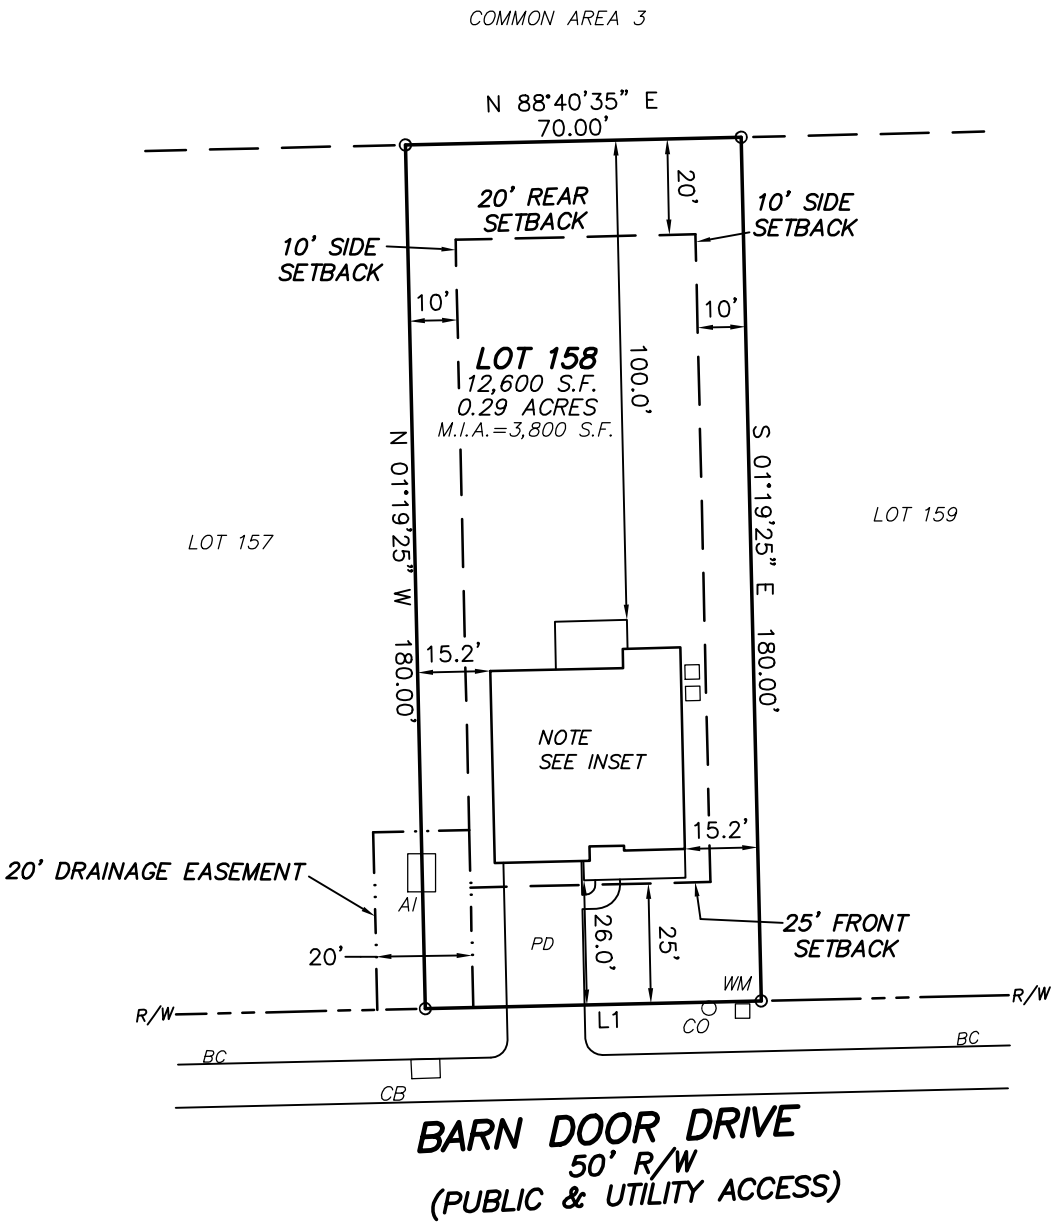 COMMON AREA 3
N 88°40'35" E
70.00'
20' REAR
SETBACK
20'
10' SIDE
SETBACK
10' SIDE
SETBACK
10'
10'
LOT 158
12,600 S.F.
0.29 ACRES
M.I.A.=3,800 S.F.
100.0'
N 01°19'25" W 180.00'
S 01°19'25" E 180.00'
LOT 157
LOT 159
15.2'
NOTE
SEE INSET
15.2'
20' DRAINAGE EASEMENT
AI
20'
PD
26.0'
25'
25' FRONT
SETBACK
WM
R/W
R/W
L1
CO
BC
BC
CB
BARN DOOR DRIVE
50' R/W
(PUBLIC & UTILITY ACCESS)